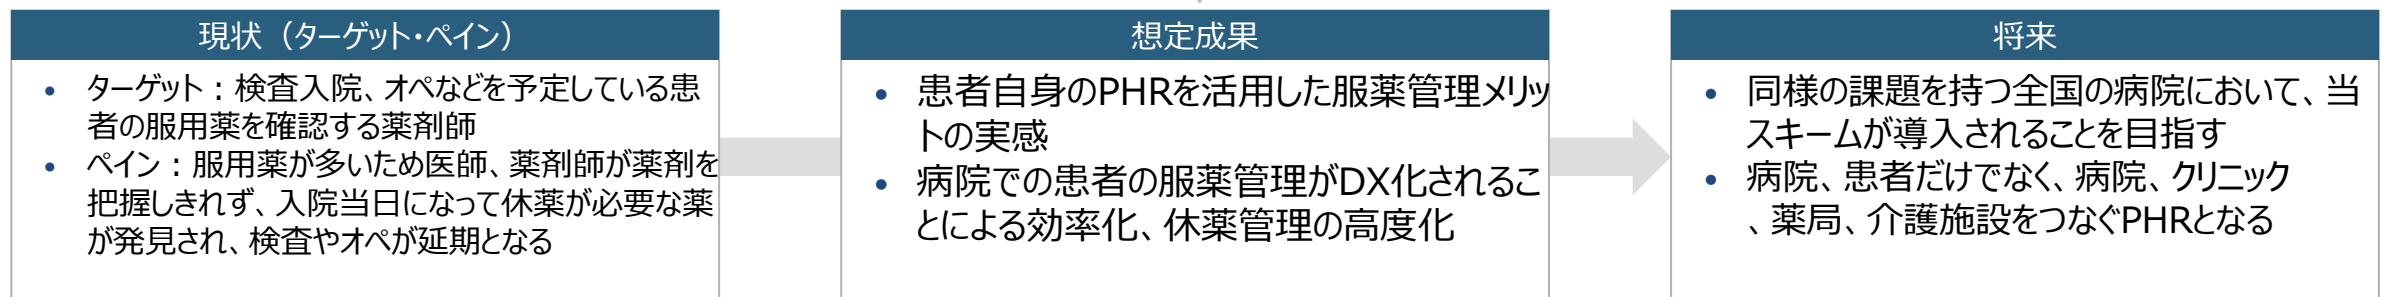 現状（ターゲット・ペイン）
• ターゲット：検査入院、オペなどを予定している患
者の服用薬を確認する薬剤師
• ペイン：服用薬が多いため医師、薬剤師が薬剤を
把握しきれず、入院当日になって休薬が必要な薬
が発見され、検査やオペが延期となる
想定成果
• 患者自身のPHRを活用した服薬管理メリッ
トの実感
• 病院での患者の服薬管理がDX化されるこ
とによる効率化、休薬管理の高度化
将来
• 同様の課題を持つ全国の病院において、当
スキームが導入されることを目指す
• 病院、患者だけでなく、病院、クリニック
、薬局、介護施設をつなぐPHRとなる